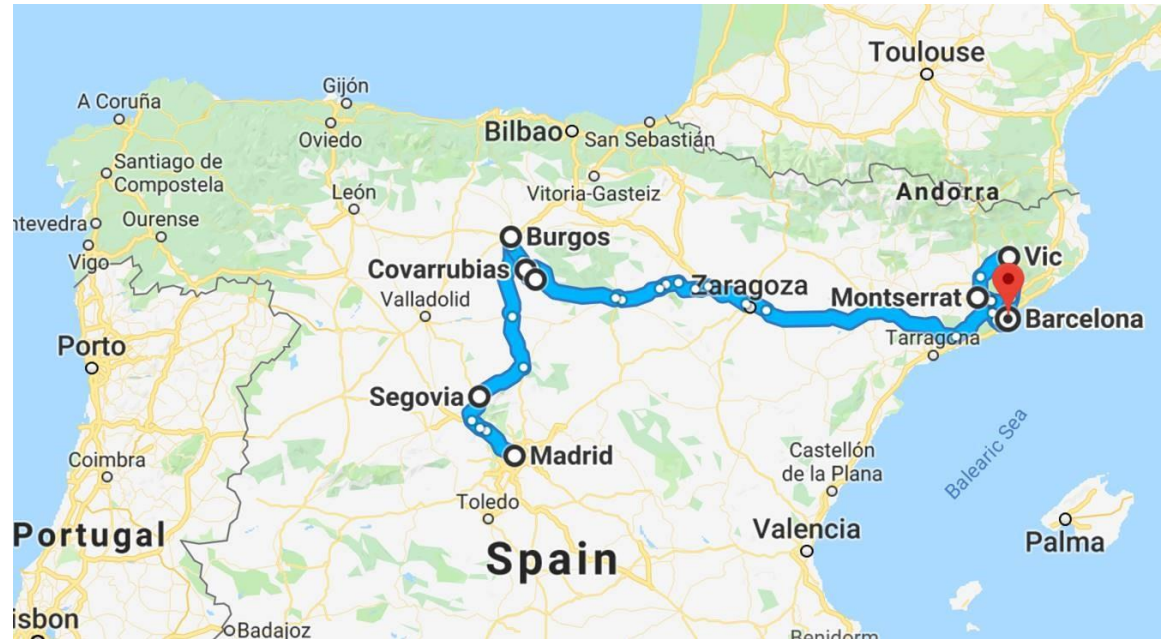 Toulouse
Gijón
A Coruña
Oviedo
Bilbao
San Sebastián
Santiago de
Compostela
León
Vitoria-Gasteiz
Andorra
ntevedra
Ourense
Vigo
Burgos
Vic
Covarrubias
Valladolid
Zaragoza
Montserrat
Barcelona
Tarragona
Porto
Segovia
Madrid
Coimbra
Castellón
de la Plana
Balearic Sea
Toledo
Portugal
Valencia
Palma
Spain
isbon
Badajoz
Benidorm